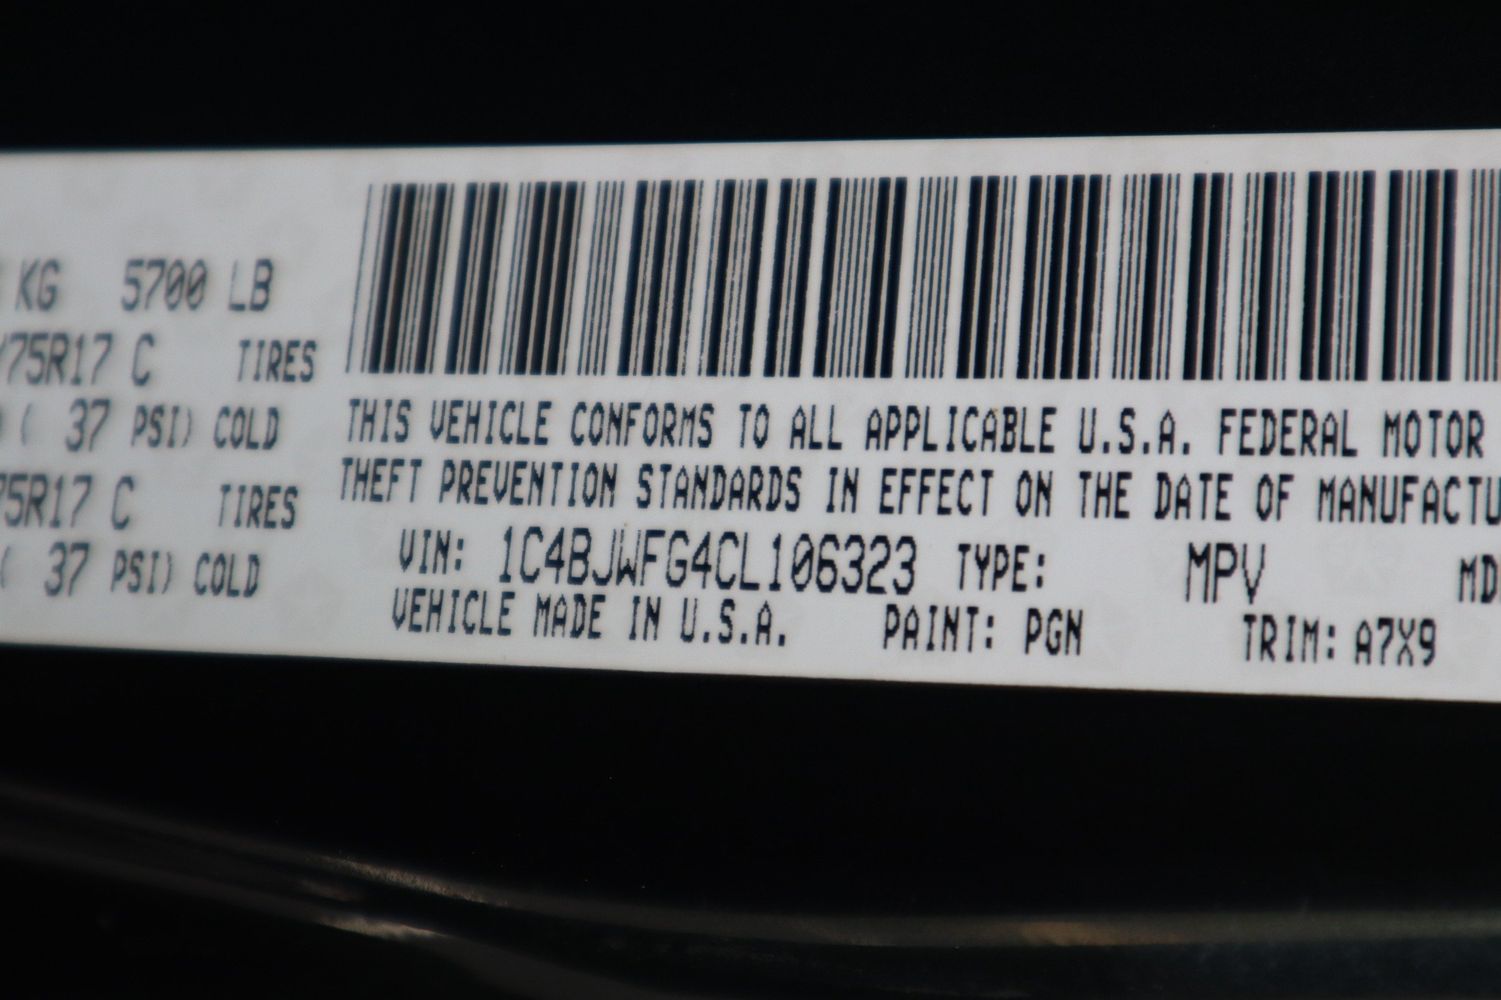 KG 5700 LB
75R17 C TIRES
( 37 PSI) COLD
75R17 C TIRES
( 37 PSI) COLD
THIS VEHICLE CONFORMS TO ALL APPLICABLE U.S.A. FEDERAL MOTOR
THEFT PREVENTION STANDARDS IN EFFECT ON THE DATE OF MANUFACTU
VIN: 1C4BJWFG4CL106323 TYPE: MPV MD
VEHICLE MADE IN U.S.A. PAINT: PGN TRIM: A7X9